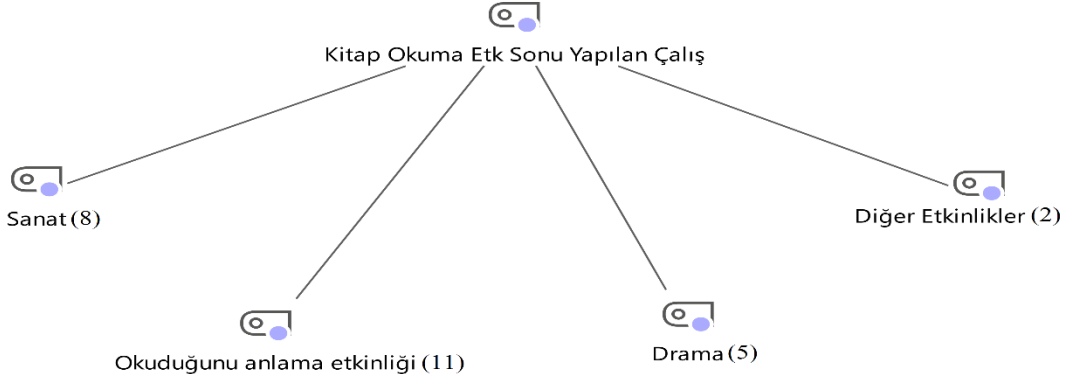 Kitap Okuma Etk Sonu Yapılan Çalış
Sanat (8)
Diğer Etkinlikler (2)
Okuduğunu anlama etkinliği (11)
Drama (5)